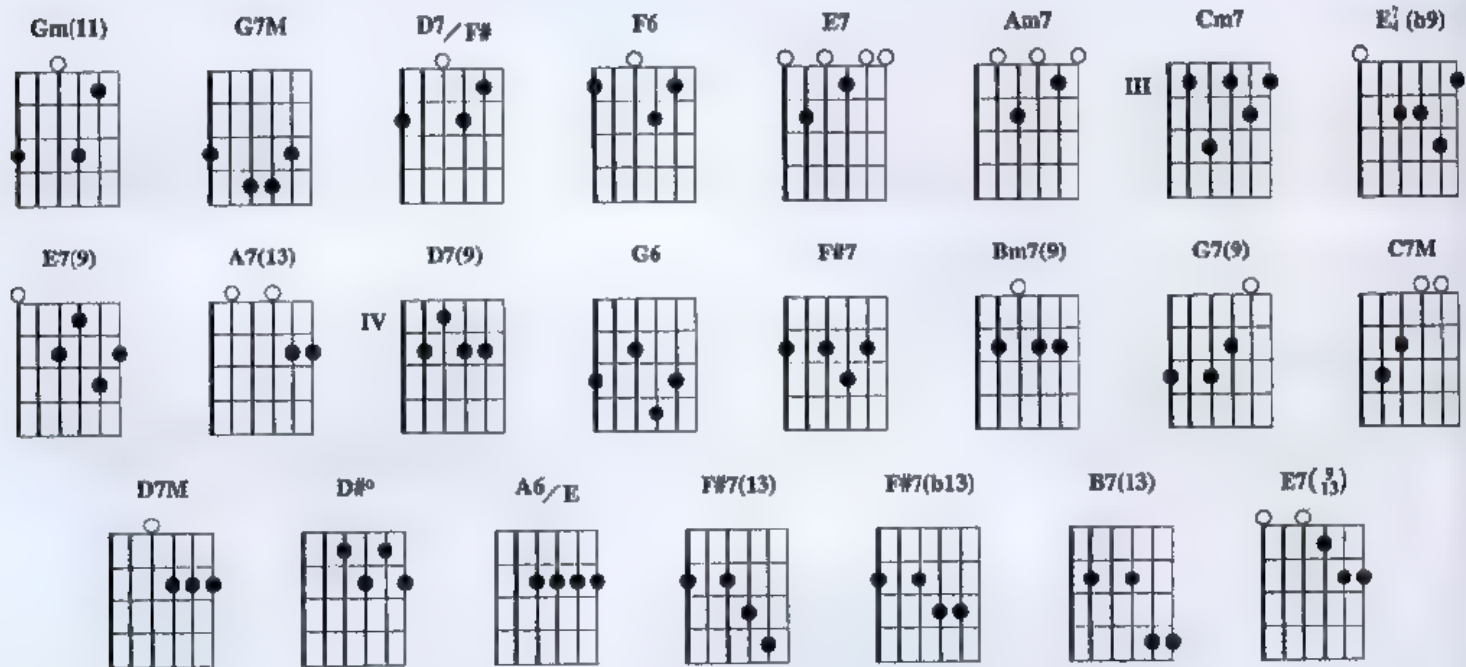 Gm(11) G7M D7/F# F6 E7 Am7 Cm7 E7/4 (b9)
III
E7(9) A7(13) D7(9) G6 F#7 Bm7(9) G7(9) C7M
IV
D7M D#° A6/E F#7(13) F#7(b13) B7(13) E7(9/13)